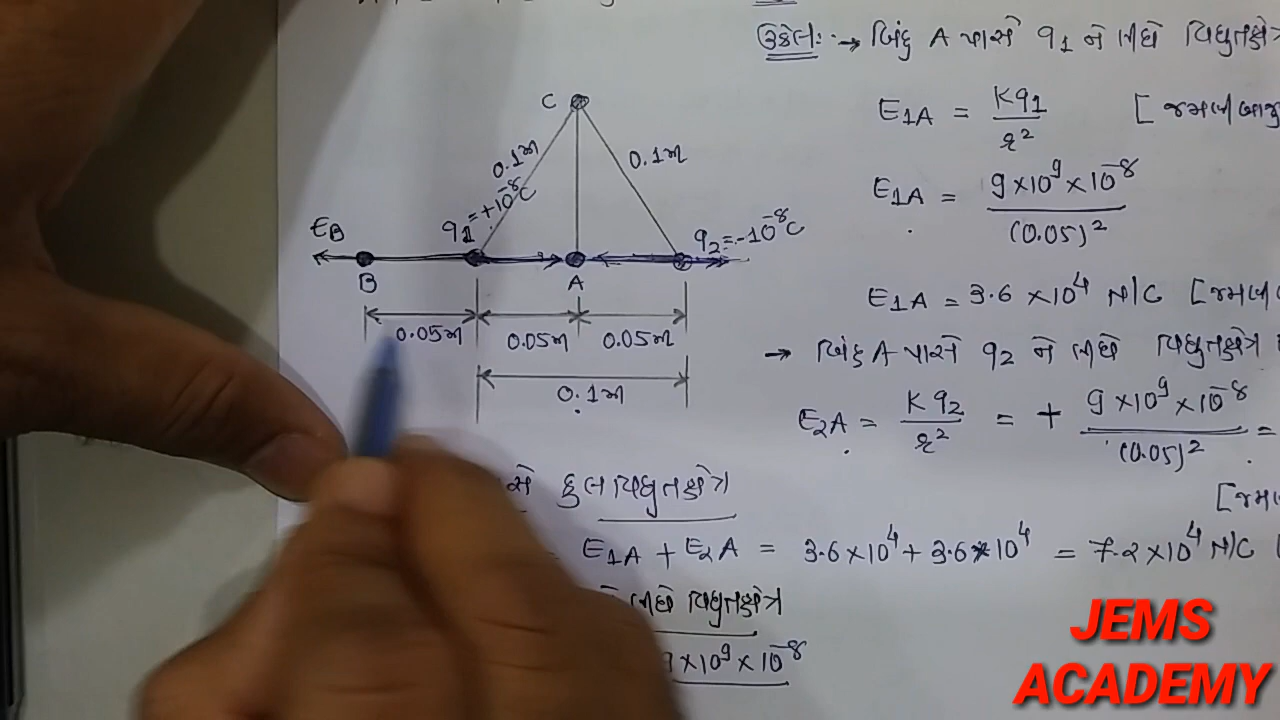 ઉકેલ:- → બિંદુ A પાસે q1 ને લીધે વિદ્યુતક્ષેત્ર
E1A = Kq1 / r²
E1A = 9×10⁹×10⁻⁸ / (0.05)²
E1A = 3.6 ×10⁴ N/C
→ બિંદુ A પાસે q2 ને લીધે વિદ્યુતક્ષેત્ર
E2A = Kq2 / r² = + 9×10⁹×10⁻⁸ / (0.05)² =
C
0.1મ
0.1મ
q1=+10⁻⁸C
q2=-10⁻⁸C
EB
B
A
0.05મ
0.05મ
0.05મ
0.1મ
કુલ વિદ્યુતક્ષેત્ર
E1A + E2A = 3.6×10⁴ + 3.6×10⁴ = 7.2×10⁴ N/C
લીધે વિદ્યુતક્ષેત્ર
×10⁹×10⁻⁸
JEMS
ACADEMY